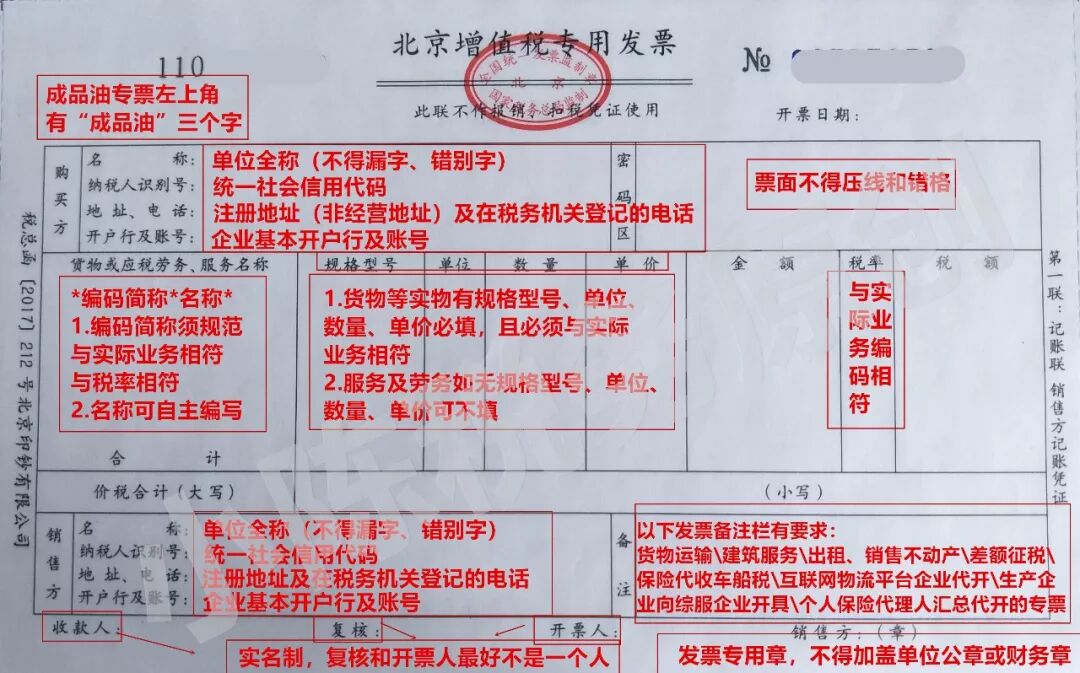 北京增值税专用发票
110
№
全国统一发票监制章
北京
国家税务总局监制
成品油专票左上角
有“成品油”三个字
此联不作报销、扣税凭证使用
开票日期：
购买方
名 称：
单位全称（不得漏字、错别字）
纳税人识别号：
统一社会信用代码
地 址、电 话：
注册地址（非经营地址）及在税务机关登记的电话
开户行及账号：
企业基本开户行及账号
密码区
票面不得压线和错格
货物或应税劳务、服务名称
规格型号
单位
数 量
单 价
金 额
税率
税 额
*编码简称*名称*
1.编码简称须规范
与实际业务相符
与税率相符
2.名称可自主编写
1.货物等实物有规格型号、单位、
数量、单价必填，且必须与实际
业务相符
2.服务及劳务如无规格型号、单位、
数量、单价可不填
与实
际业
务编
码相
符
合 计
价税合计（大写）
（小写）
销售方
名 称：
单位全称（不得漏字、错别字）
纳税人识别号：
统一社会信用代码
地 址、电 话：
注册地址及在税务机关登记的电话
开户行及账号：
企业基本开户行及账号
备注
以下发票备注栏有要求：
货物运输\建筑服务\出租、销售不动产\差额征税\
保险代收车船税\互联网物流平台企业代开\生产企
业向综服企业开具\个人保险代理人汇总代开的专票
收款人：
复核：
开票人：
销售方：（章）
实名制，复核和开票人最好不是一个人
发票专用章，不得加盖单位公章或财务章
税总函［2017］212号北京印钞有限公司
第一联：记账联 销售方记账凭证